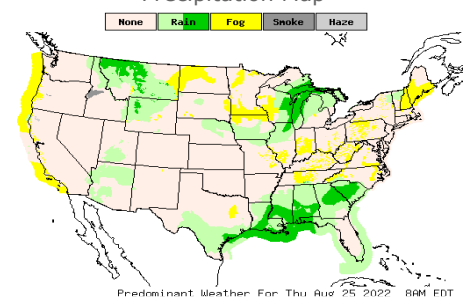 Precipitation Map
None Rain Fog Smoke Haze
Predominant Weather For Thu Aug 25 2022 8AM EDT